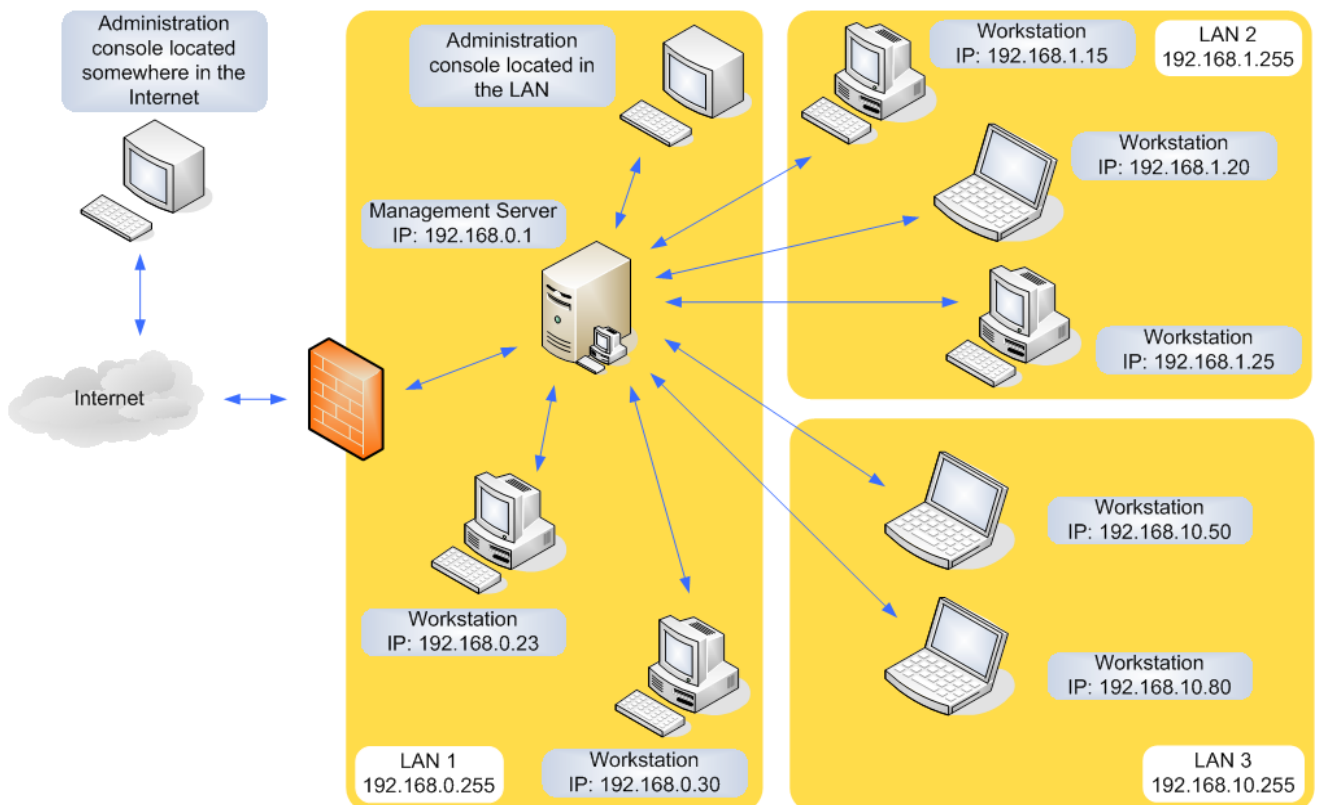 Administration
console located
somewhere in the
Internet
Internet
Administration
console located in
the LAN
Management Server
IP: 192.168.0.1
Workstation
IP: 192.168.0.23
Workstation
IP: 192.168.0.30
LAN 1
192.168.0.255
Workstation
IP: 192.168.1.15
LAN 2
192.168.1.255
Workstation
IP: 192.168.1.20
Workstation
IP: 192.168.1.25
Workstation
IP: 192.168.10.50
Workstation
IP: 192.168.10.80
LAN 3
192.168.10.255